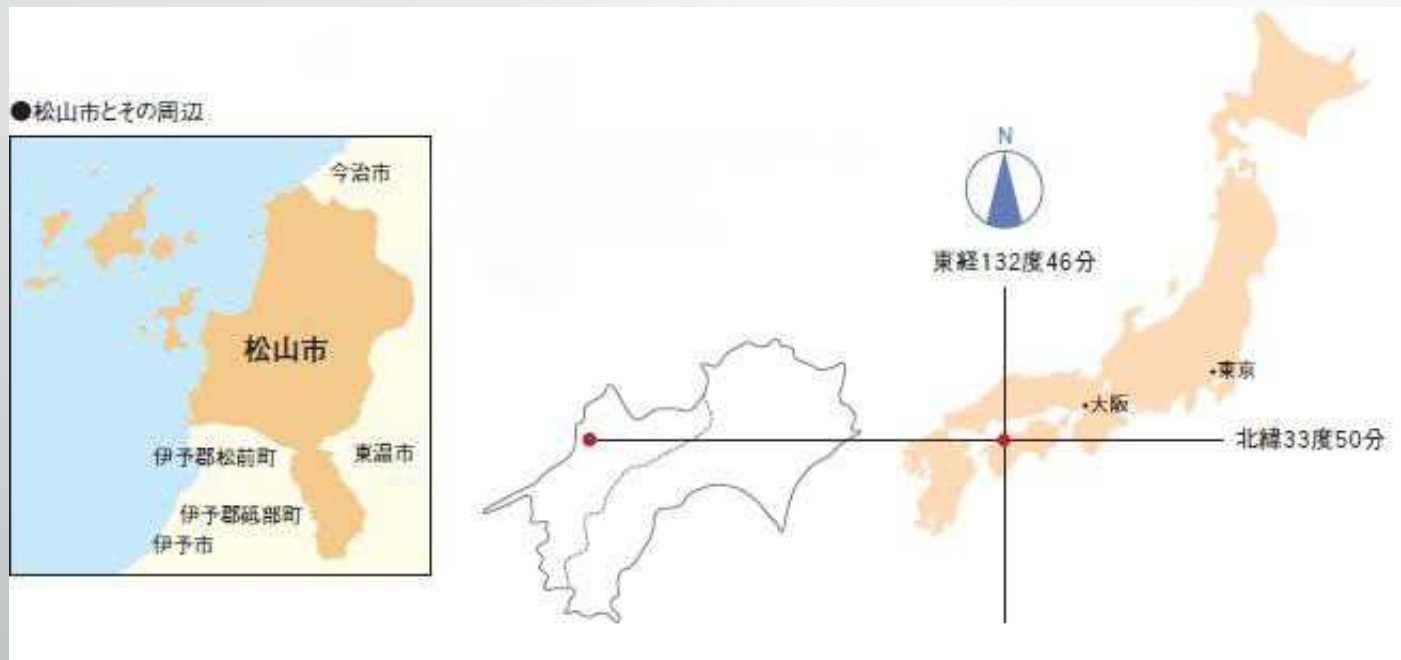 ●松山市とその周辺
今治市
松山市
伊予郡松前町
東温市
伊予郡砥部町
伊予市
N
東経132度46分
•東京
•大阪
北緯33度50分